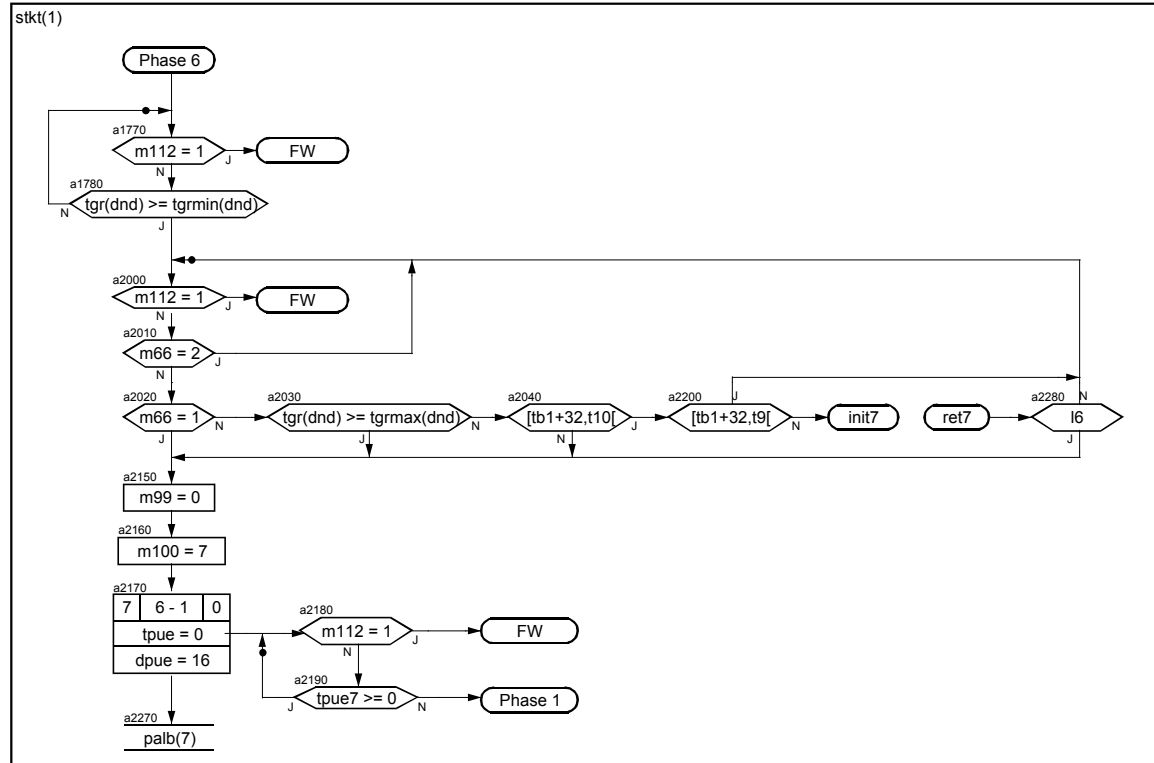 stkt(1)
Phase 6
a1770
m112 = 1
J
FW
N
a1780
tgr(dnd) >= tgrmin(dnd)
N
J
a2000
m112 = 1
J
FW
N
a2010
m66 = 2
J
N
a2020
m66 = 1
N
J
a2030
tgr(dnd) >= tgrmax(dnd)
N
J
a2040
[tb1+32,t10[
J
N
a2200
J
[tb1+32,t9[
N
init7
ret7
a2280
N
l6
J
a2150
m99 = 0
a2160
m100 = 7
a2170
7 6 - 1 0
tpue = 0
dpue = 16
a2180
m112 = 1
J
FW
N
a2190
tpue7 >= 0
J
N
Phase 1
a2270
palb(7)